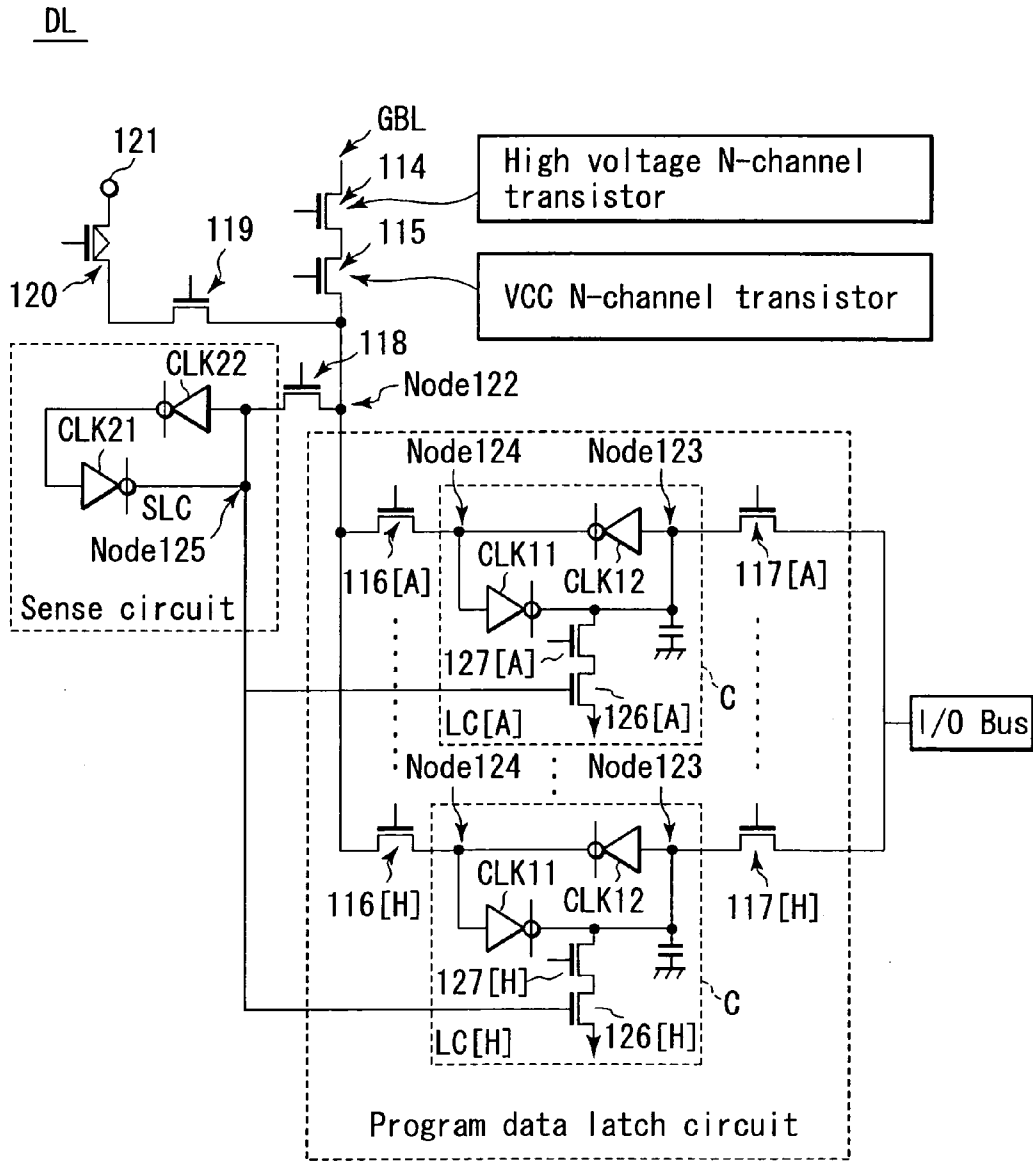 DL
GBL
121
114
High voltage N-channel
transistor
119
115
120
VCC N-channel transistor
118
CLK22
Node122
CLK21
SLC
Node125
Sense circuit
Node124
Node123
116[A]
CLK11
CLK12
117[A]
127[A]
C
LC[A]
126[A]
I/O Bus
Node124
Node123
116[H]
CLK11
CLK12
117[H]
127[H]
C
LC[H]
126[H]
Program data latch circuit